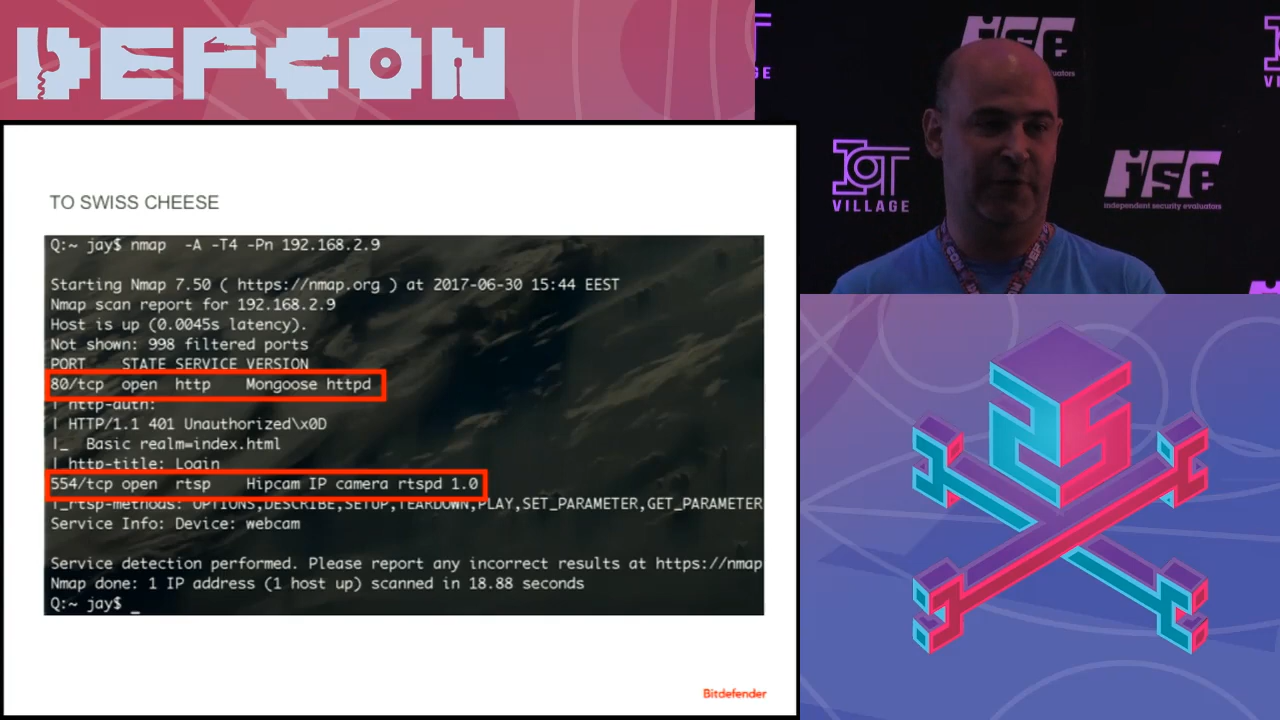 DEFCON
TO SWISS CHEESE
Q:~ jay$ nmap -A -T4 -Pn 192.168.2.9
Starting Nmap 7.50 ( https://nmap.org ) at 2017-06-30 15:44 EEST
Nmap scan report for 192.168.2.9
Host is up (0.0045s latency).
Not shown: 998 filtered ports
PORT STATE SERVICE VERSION
80/tcp open http Mongoose httpd
| http-auth:
| HTTP/1.1 401 Unauthorized\x0D
|_ Basic realm=index.html
|_http-title: Login
554/tcp open rtsp Hipcam IP camera rtspd 1.0
|_rtsp-methods: OPTIONS,DESCRIBE,SETUP,TEARDOWN,PLAY,SET_PARAMETER,GET_PARAMETER
Service Info: Device: webcam
Service detection performed. Please report any incorrect results at https://nmap
Nmap done: 1 IP address (1 host up) scanned in 18.88 seconds
Q:~ jay$ _
Bitdefender
ise
IOT
VILLAGE
ise
independent security evaluators
DEFCON
25